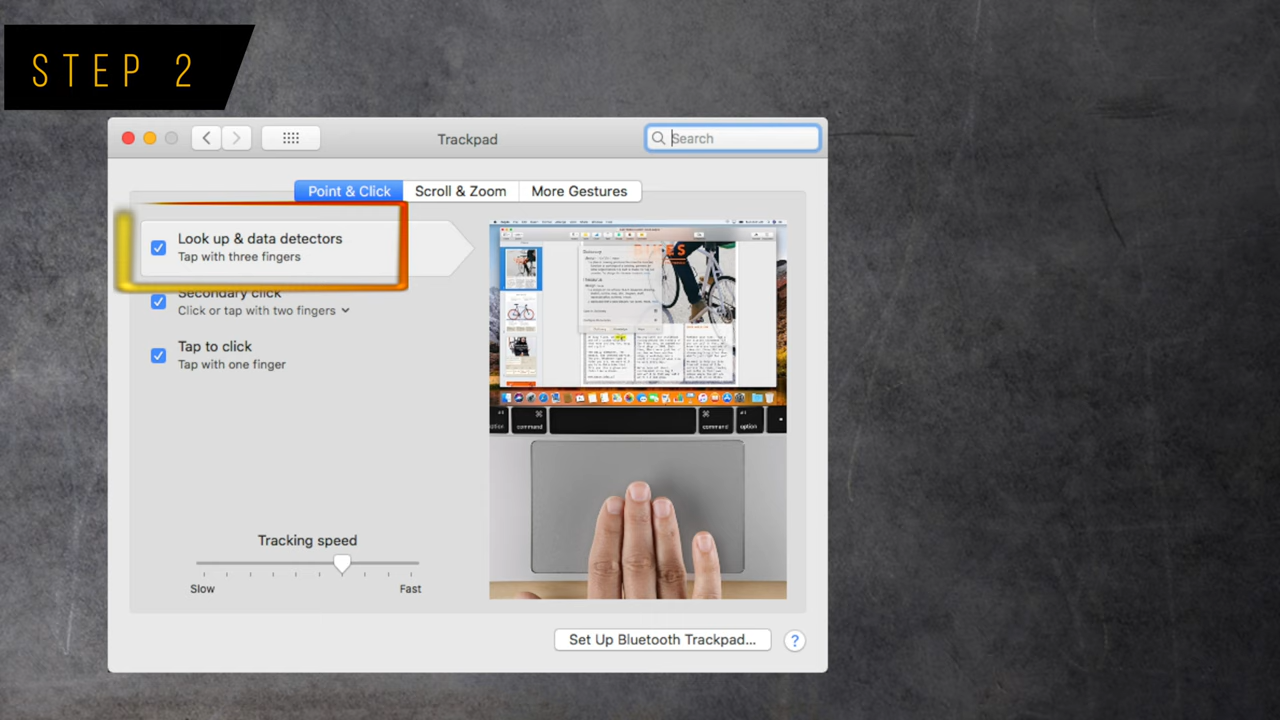 STEP 2
Trackpad
Search
Point & Click
Scroll & Zoom
More Gestures
Look up & data detectors
Tap with three fingers
Secondary click
Click or tap with two fingers
Tap to click
Tap with one finger
BIKES
⌘
⌘
command
command
option
Tracking speed
Slow
Fast
Set Up Bluetooth Trackpad...
?